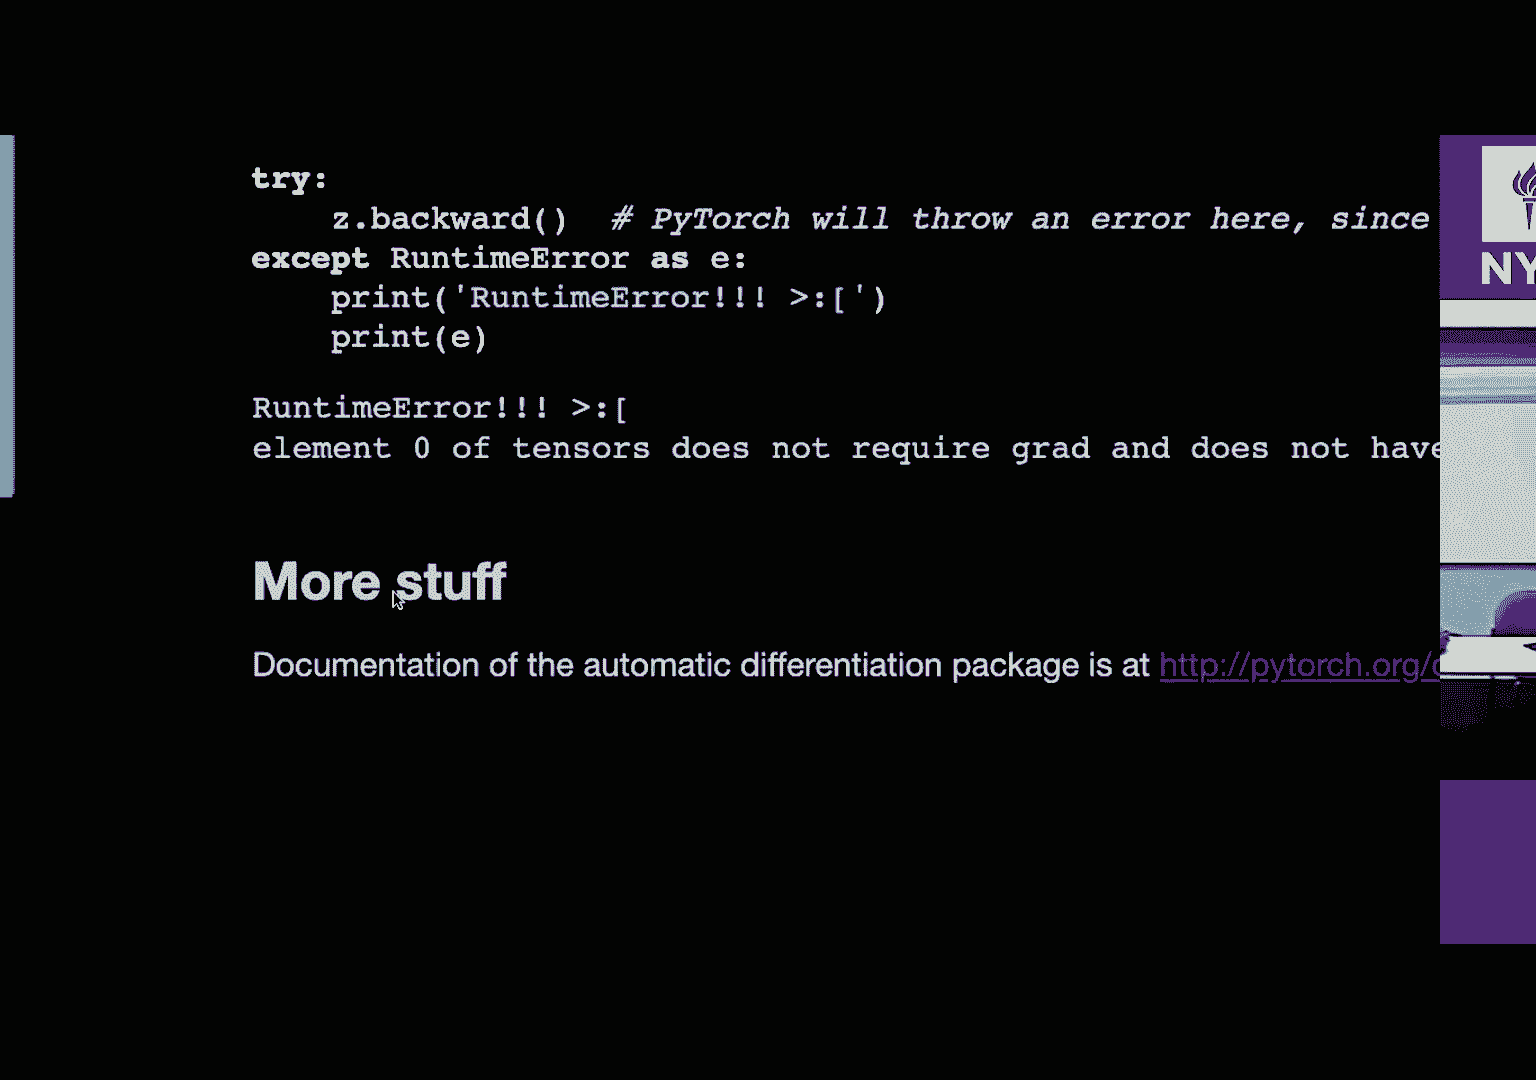 try:
z.backward() # PyTorch will throw an error here, since
except RuntimeError as e:
print('RuntimeError!!! >:[')
print(e)
RuntimeError!!! >:[
element 0 of tensors does not require grad and does not have
More stuff
Documentation of the automatic differentiation package is at http://pytorch.org/
NY